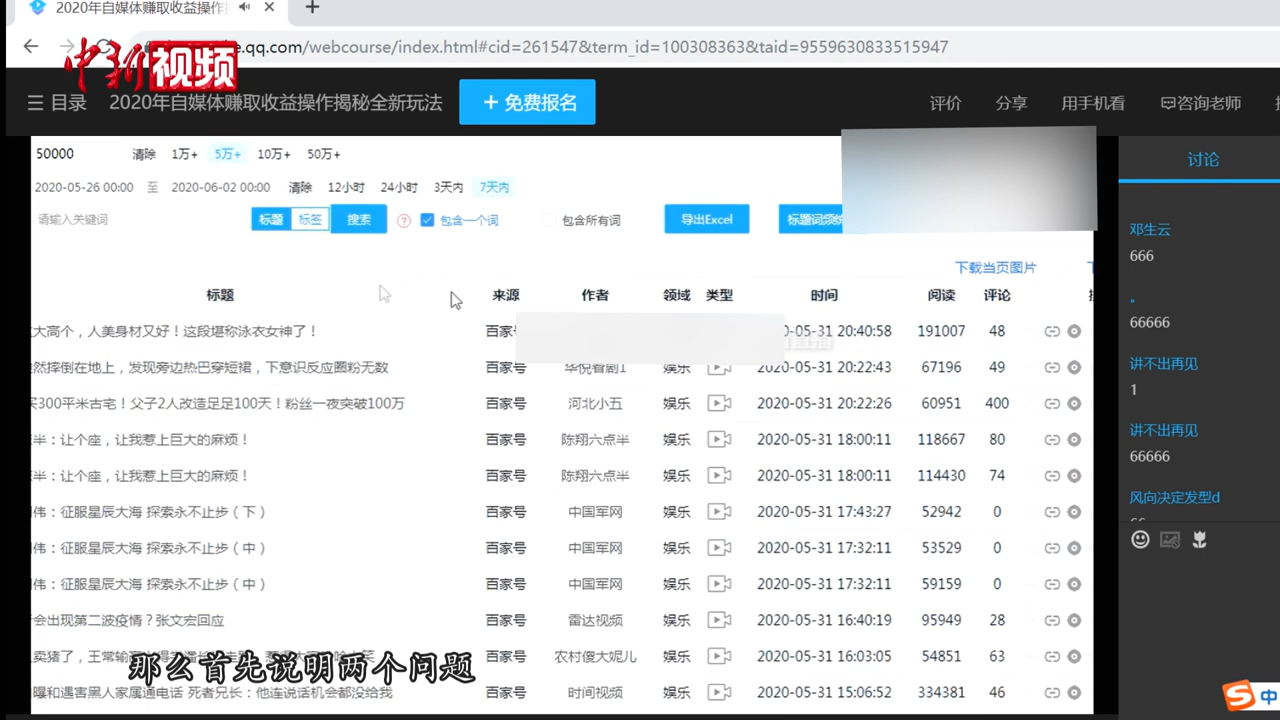 2020年自媒体赚取收益操作
qq.com/webcourse/index.html#cid=261547&term_id=100308363&taid=9559630833515947
中新视频
目录 2020年自媒体赚取收益操作揭秘全新玩法 + 免费报名 评价 分享 用手机看 咨询老师
50000 清除 1万+ 5万+ 10万+ 50万+
讨论
2020-05-26 00:00 至 2020-06-02 00:00 清除 12小时 24小时 3天内 7天内
请输入关键词 标题 标签 搜索 包含一个词 包含所有词 导出Excel 标题词频
邓生云
666
下载当页图片
标题 来源 作者 领域 类型 时间 阅读 评论
。
66666
大高个，人美身材又好！这段堪称泳衣女神了！ 百家号 0-05-31 20:40:58 191007 48
然摔倒在地上，发现旁边热巴穿短裙，下意识反应圈粉无数 百家号 华悦看剧1 娱乐 2020-05-31 20:22:43 67196 49
讲不出再见
1
买300平米古宅！父子2人改造足足100天！粉丝一夜突破100万 百家号 河北小五 娱乐 2020-05-31 20:22:26 60951 400
半：让个座，让我惹上巨大的麻烦！ 百家号 陈翔六点半 娱乐 2020-05-31 18:00:11 118667 80
讲不出再见
66666
半：让个座，让我惹上巨大的麻烦！ 百家号 陈翔六点半 娱乐 2020-05-31 18:00:11 114430 74
风向决定发型d
伟：征服星辰大海 探索永不止步（下） 百家号 中国军网 娱乐 2020-05-31 17:43:27 52942 0
伟：征服星辰大海 探索永不止步（中） 百家号 中国军网 娱乐 2020-05-31 17:32:11 53529 0
伟：征服星辰大海 探索永不止步（中） 百家号 中国军网 娱乐 2020-05-31 17:32:11 59159 0
会出现第二波疫情？张文宏回应 百家号 雷达视频 娱乐 2020-05-31 16:40:19 95949 28
卖猪了，王常输 百家号 农村傻大妮儿 娱乐 2020-05-31 16:03:05 54851 63
那么首先说明两个问题
曝和遇害黑人家属通电话 死者兄长：他连说话机会都没给我 百家号 时间视频 娱乐 2020-05-31 15:06:52 334381 46
中